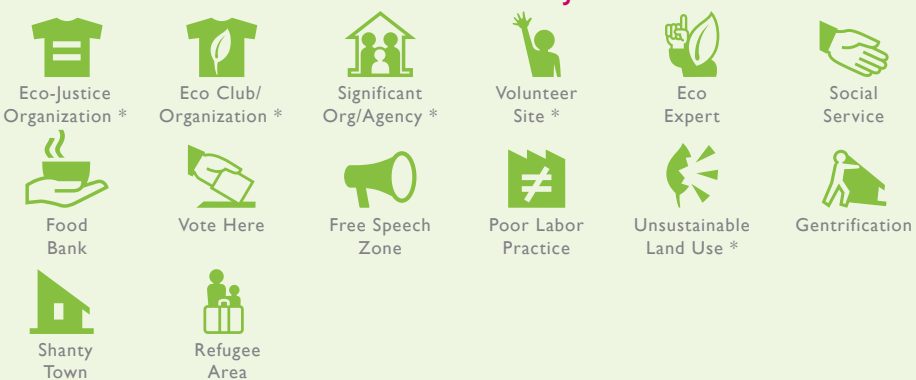 Eco-Justice
Organization *
Eco Club/
Organization *
Significant
Org/Agency *
Volunteer
Site *
Eco
Expert
Social
Service
Food
Bank
Vote Here
Free Speech
Zone
Poor Labor
Practice
Unsustainable
Land Use *
Gentrification
Shanty
Town
Refugee
Area